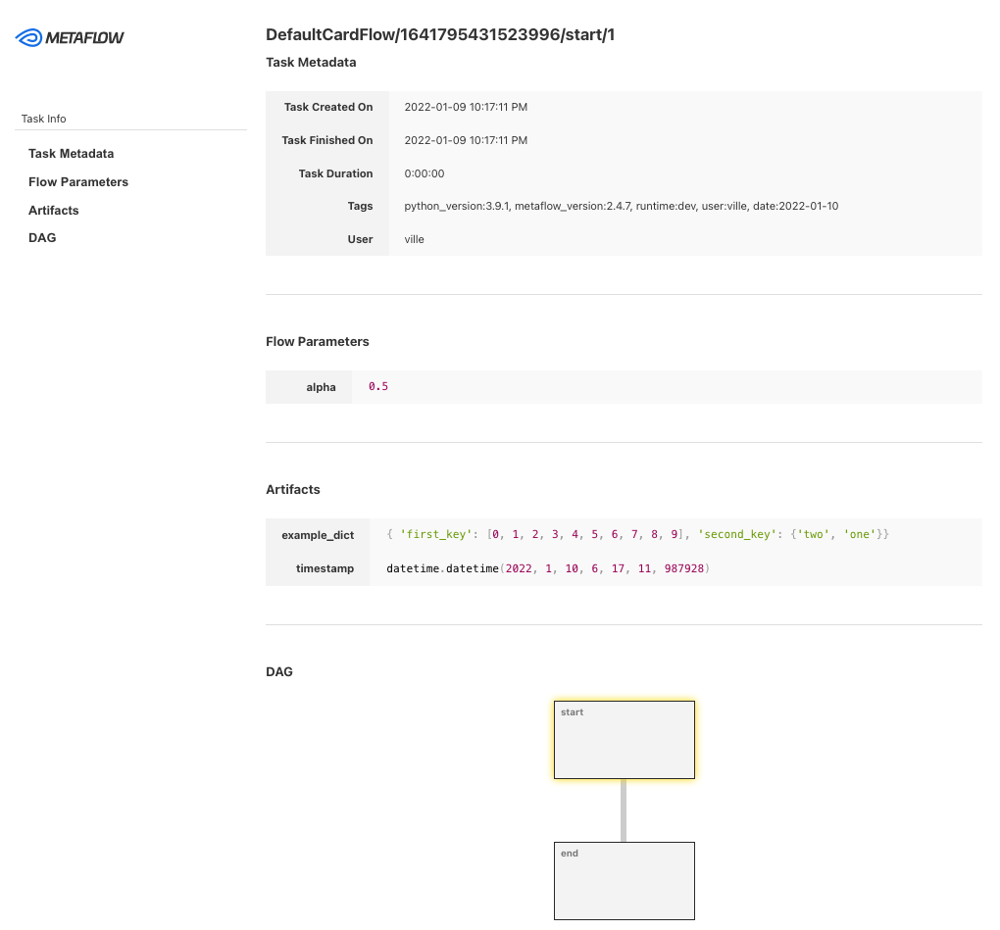 METAFLOW
Task Info
Task Metadata
Flow Parameters
Artifacts
DAG
DefaultCardFlow/1641795431523996/start/1
Task Metadata
Task Created On 2022-01-09 10:17:11 PM
Task Finished On 2022-01-09 10:17:11 PM
Task Duration 0:00:00
Tags python_version:3.9.1, metaflow_version:2.4.7, runtime:dev, user:ville, date:2022-01-10
User ville
Flow Parameters
alpha 0.5
Artifacts
example_dict { 'first_key': [0, 1, 2, 3, 4, 5, 6, 7, 8, 9], 'second_key': {'two', 'one'}}
timestamp datetime.datetime(2022, 1, 10, 6, 17, 11, 987928)
DAG
start
end